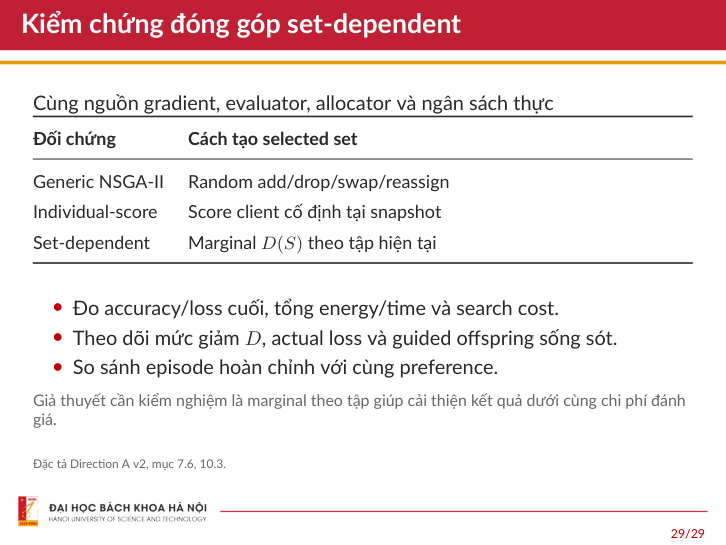 Kiểm chứng đóng góp set-dependent
Cùng nguồn gradient, evaluator, allocator và ngân sách thực
Đối chứng Cách tạo selected set
Generic NSGA-II Random add/drop/swap/reassign
Individual-score Score client cố định tại snapshot
Set-dependent Marginal D(S) theo tập hiện tại
• Đo accuracy/loss cuối, tổng energy/time và search cost.
• Theo dõi mức giảm D, actual loss và guided offspring sống sót.
• So sánh episode hoàn chỉnh với cùng preference.
Giả thuyết cần kiểm nghiệm là marginal theo tập giúp cải thiện kết quả dưới cùng chi phí đánh
giá.
Đặc tả Direction A v2, mục 7.6, 10.3.
ĐẠI HỌC BÁCH KHOA HÀ NỘI
HANOI UNIVERSITY OF SCIENCE AND TECHNOLOGY
29/29